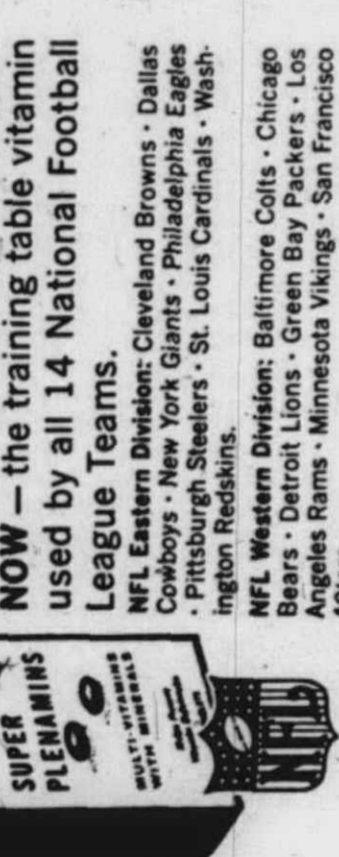 NOW — the training table vitamin
used by all 14 National Football
League Teams.
NFL Eastern Division: Cleveland Browns · Dallas
Cowboys · New York Giants · Philadelphia Eagles
· Pittsburgh Steelers · St. Louis Cardinals · Wash-
ington Redskins.
NFL Western Division: Baltimore Colts · Chicago
Bears · Detroit Lions · Green Bay Packers · Los
Angeles Rams · Minnesota Vikings · San Francisco
SUPER
PLENAMINS
MULTI-VITAMINS
WITH MINERALS
NFL